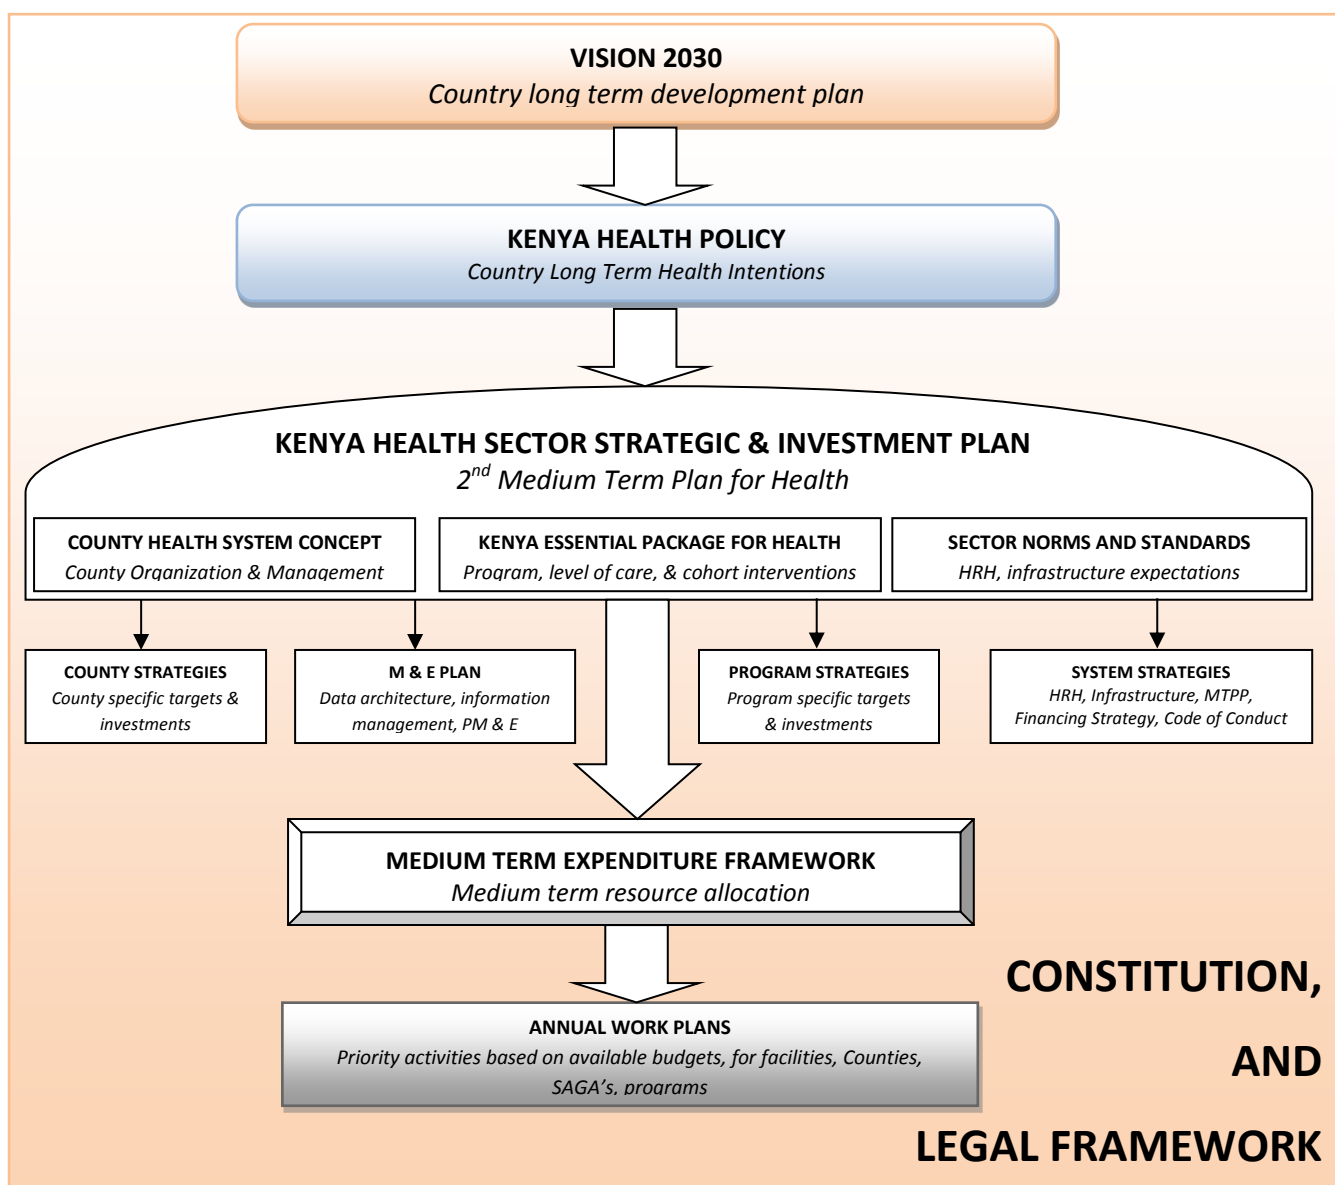 VISION 2030
Country long term development plan
KENYA HEALTH POLICY
Country Long Term Health Intentions
KENYA HEALTH SECTOR STRATEGIC & INVESTMENT PLAN
2nd Medium Term Plan for Health
COUNTY HEALTH SYSTEM CONCEPT
County Organization & Management
KENYA ESSENTIAL PACKAGE FOR HEALTH
Program, level of care, & cohort interventions
SECTOR NORMS AND STANDARDS
HRH, infrastructure expectations
COUNTY STRATEGIES
County specific targets &
investments
M & E PLAN
Data architecture, information
management, PM & E
PROGRAM STRATEGIES
Program specific targets
& investments
SYSTEM STRATEGIES
HRH, Infrastructure, MTPP,
Financing Strategy, Code of Conduct
MEDIUM TERM EXPENDITURE FRAMEWORK
Medium term resource allocation
ANNUAL WORK PLANS
Priority activities based on available budgets, for facilities, Counties,
SAGA's, programs
CONSTITUTION,
AND
LEGAL FRAMEWORK